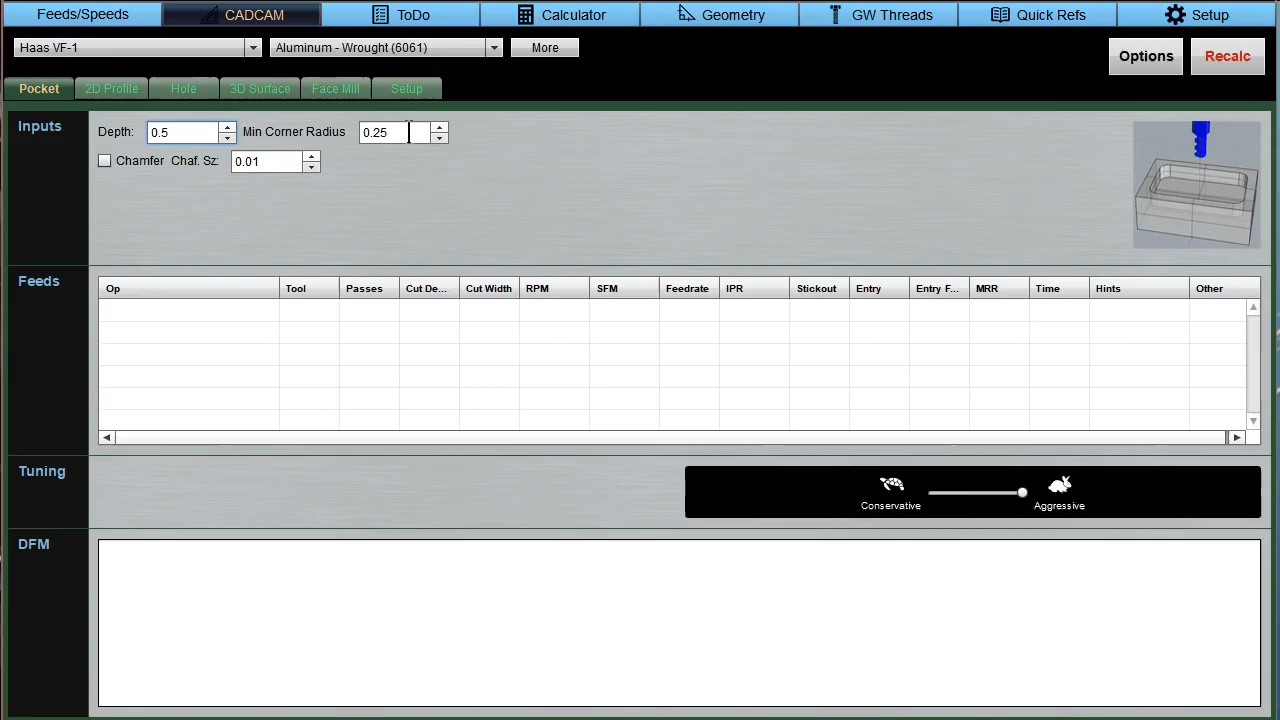 Feeds/Speeds CADCAM ToDo Calculator Geometry GW Threads Quick Refs Setup
Haas VF-1 Aluminum - Wrought (6061) More Options Recalc
Pocket 2D Profile Hole 3D Surface Face Mill Setup
Inputs
Depth: 0.5 Min Corner Radius 0.25
Chamfer Chaf. Sz: 0.01
Feeds
Op Tool Passes Cut De... Cut Width RPM SFM Feedrate IPR Stickout Entry Entry F... MRR Time Hints Other
Tuning
Conservative Aggressive
DFM